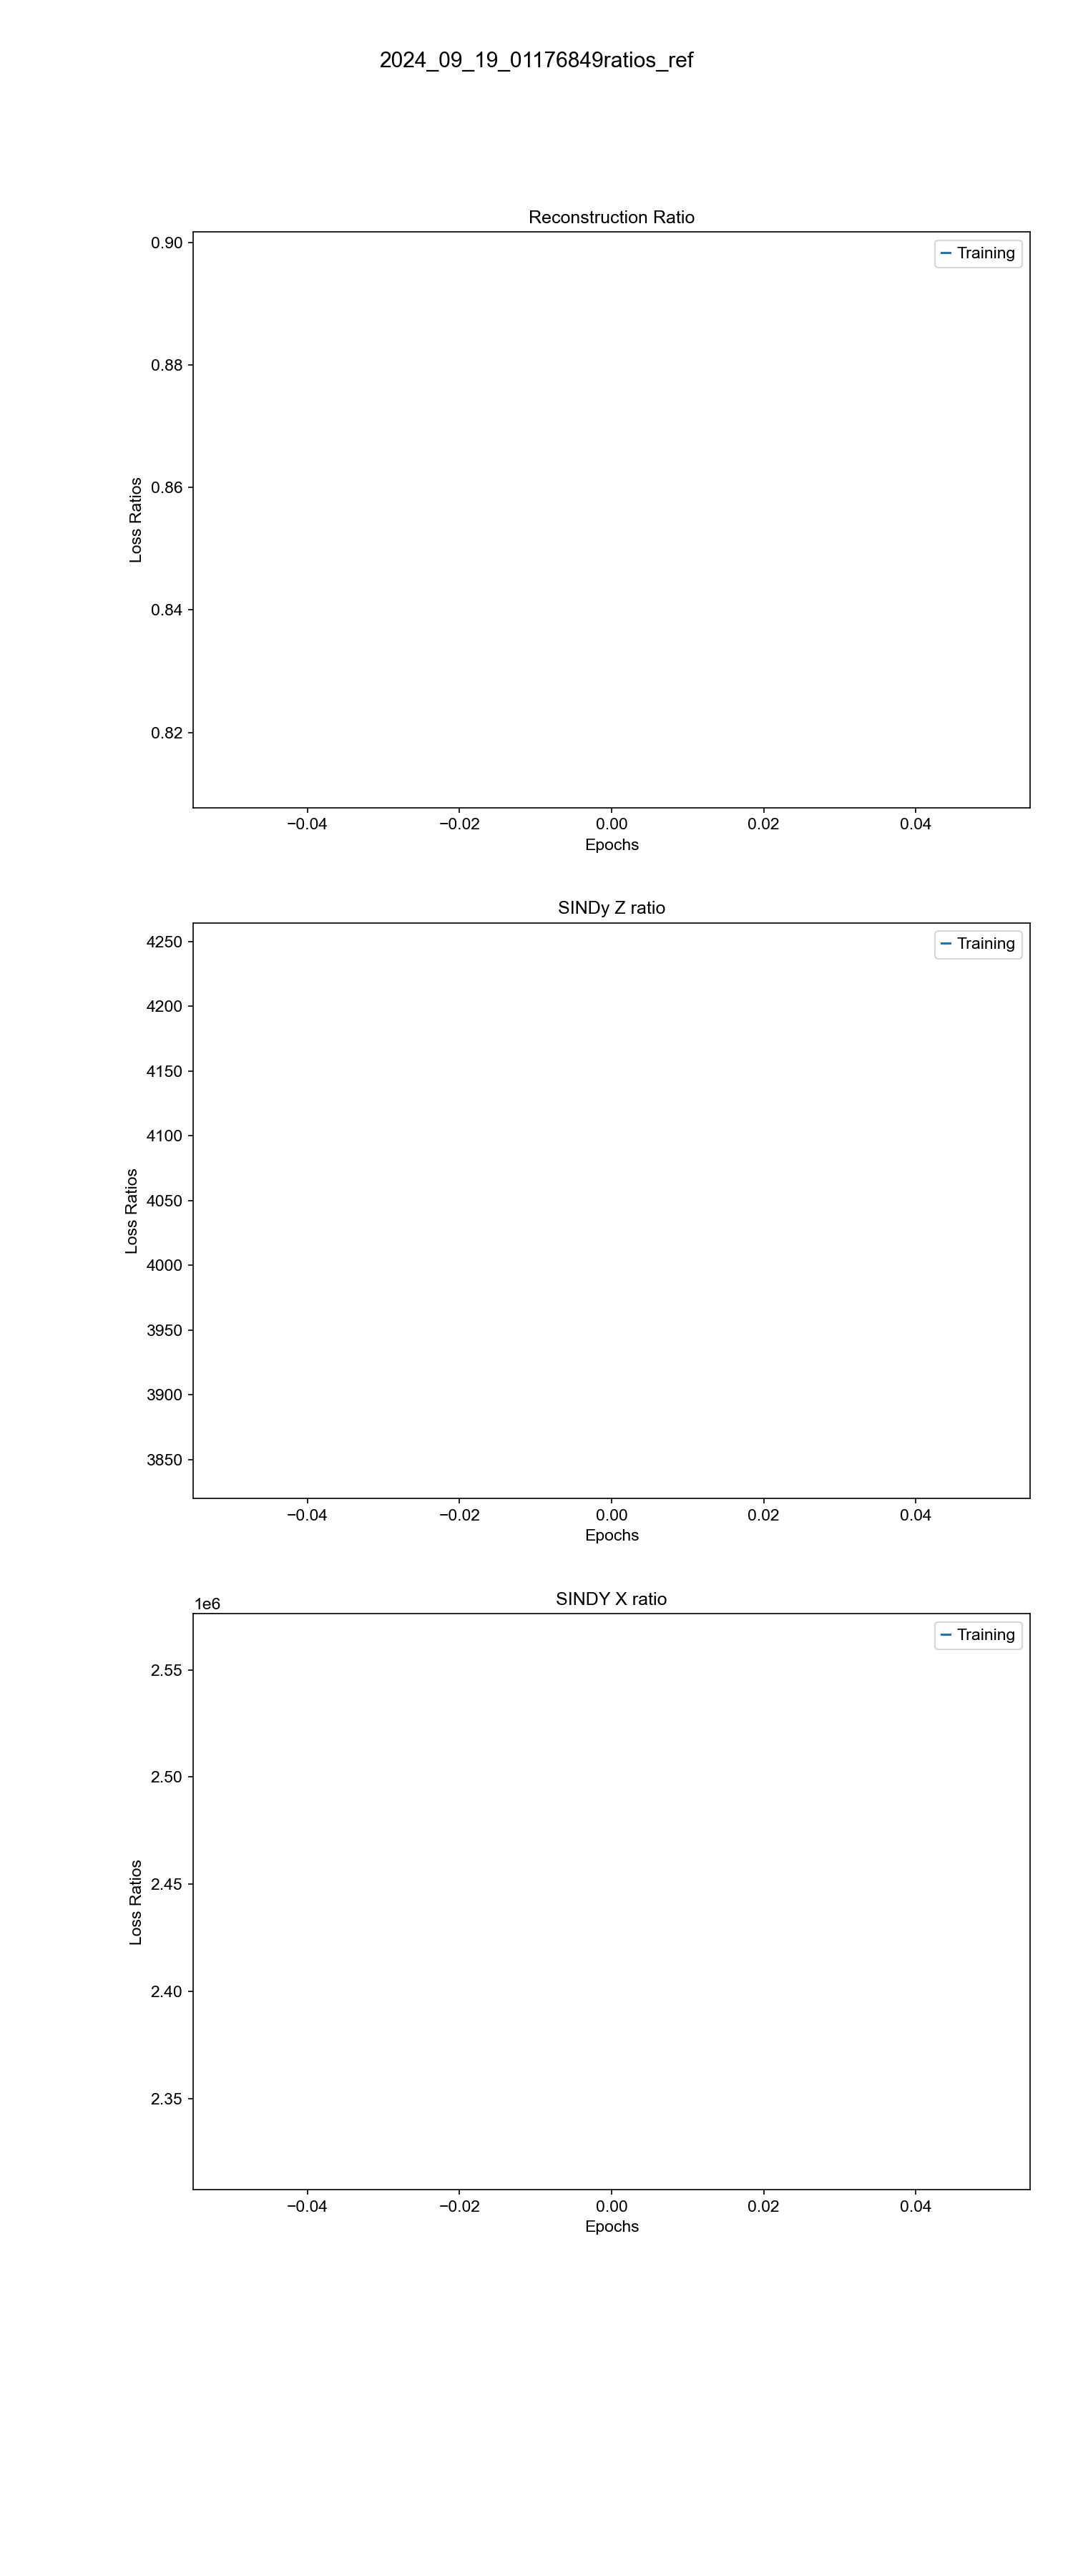 2024_09_19_01176849ratios_ref
Reconstruction Ratio
Training
0.90
0.88
0.86
0.84
0.82
Loss Ratios
−0.04 −0.02 0.00 0.02 0.04
Epochs
SINDy Z ratio
Training
4250
4200
4150
4100
4050
4000
3950
3900
3850
Loss Ratios
−0.04 −0.02 0.00 0.02 0.04
Epochs
SINDY X ratio
1e6
Training
2.55
2.50
2.45
2.40
2.35
Loss Ratios
−0.04 −0.02 0.00 0.02 0.04
Epochs